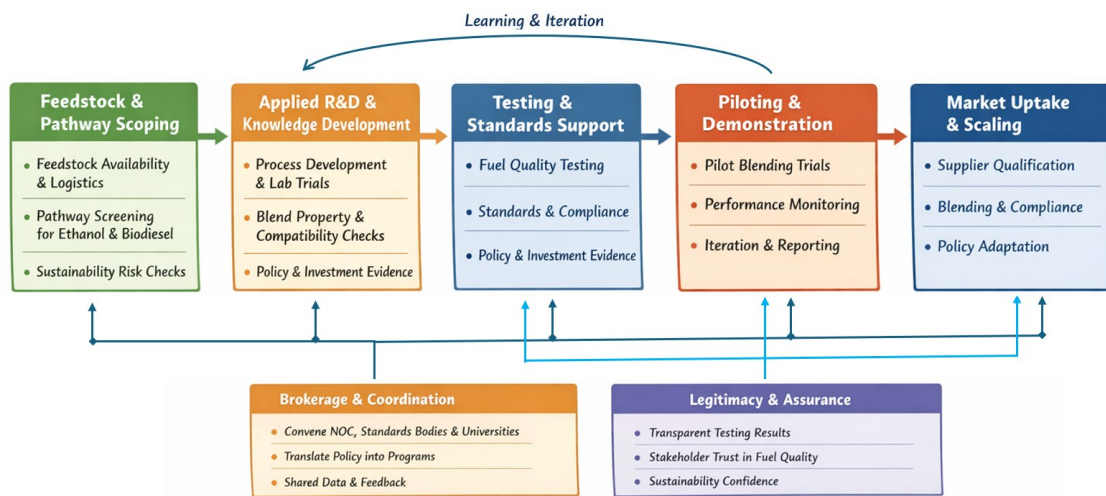 Learning & Iteration
Feedstock &
Pathway Scoping
• Feedstock Availability
& Logistics
• Pathway Screening
for Ethanol & Biodiesel
• Sustainability Risk Checks
Applied R&D &
Knowledge Development
• Process Development
& Lab Trials
• Blend Property &
Compatibility Checks
• Policy & Investment Evidence
Testing &
Standards Support
• Fuel Quality Testing
• Standards & Compliance
• Policy & Investment Evidence
Piloting &
Demonstration
• Pilot Blending Trials
• Performance Monitoring
• Iteration & Reporting
Market Uptake
& Scaling
• Supplier Qualification
• Blending & Compliance
• Policy Adaptation
Brokerage & Coordination
• Convene NOC, Standards Bodies & Universities
• Translate Policy into Programs
• Shared Data & Feedback
Legitimacy & Assurance
• Transparent Testing Results
• Stakeholder Trust in Fuel Quality
• Sustainability Confidence